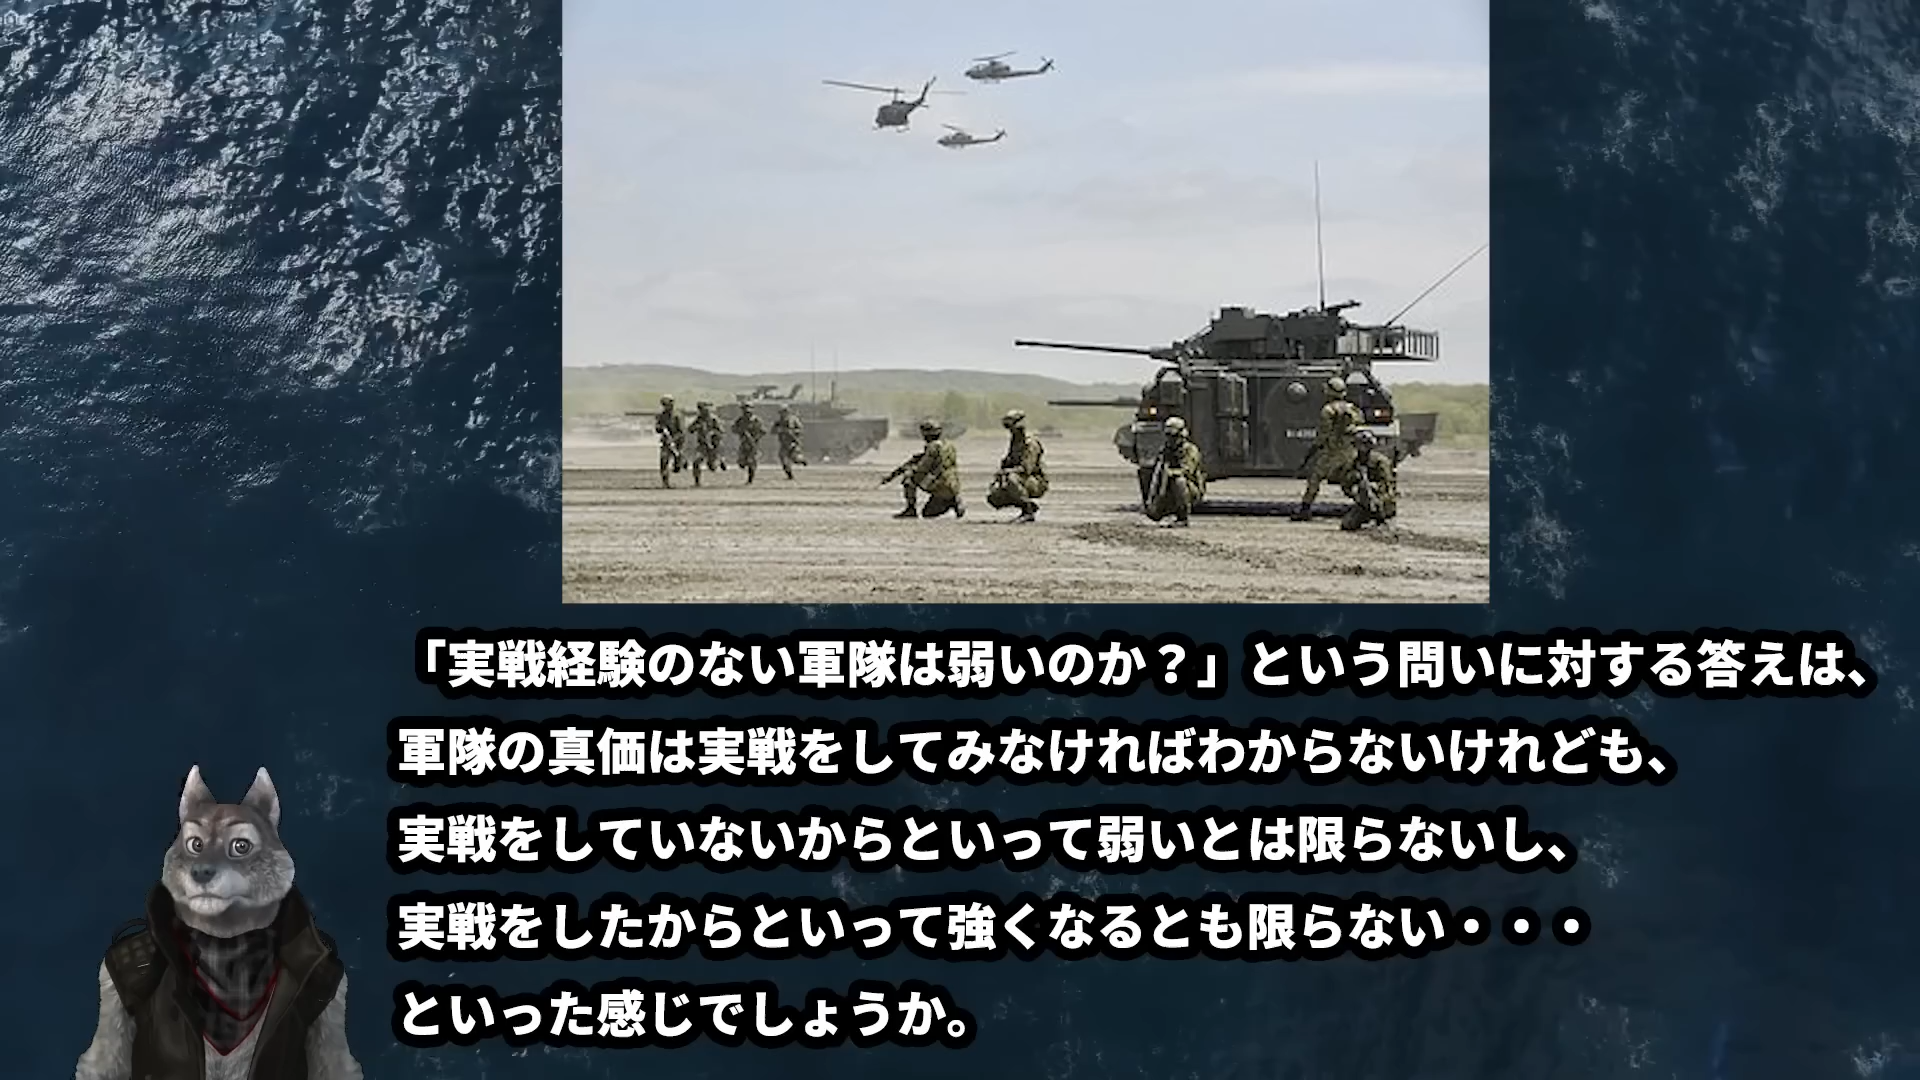 「実戦経験のない軍隊は弱いのか？」という問いに対する答えは、
軍隊の真価は実戦をしてみなければわからないけれども、
実戦をしていないからといって弱いとは限らないし、
実戦をしたからといって強くなるとも限らない・・・
といった感じでしょうか。